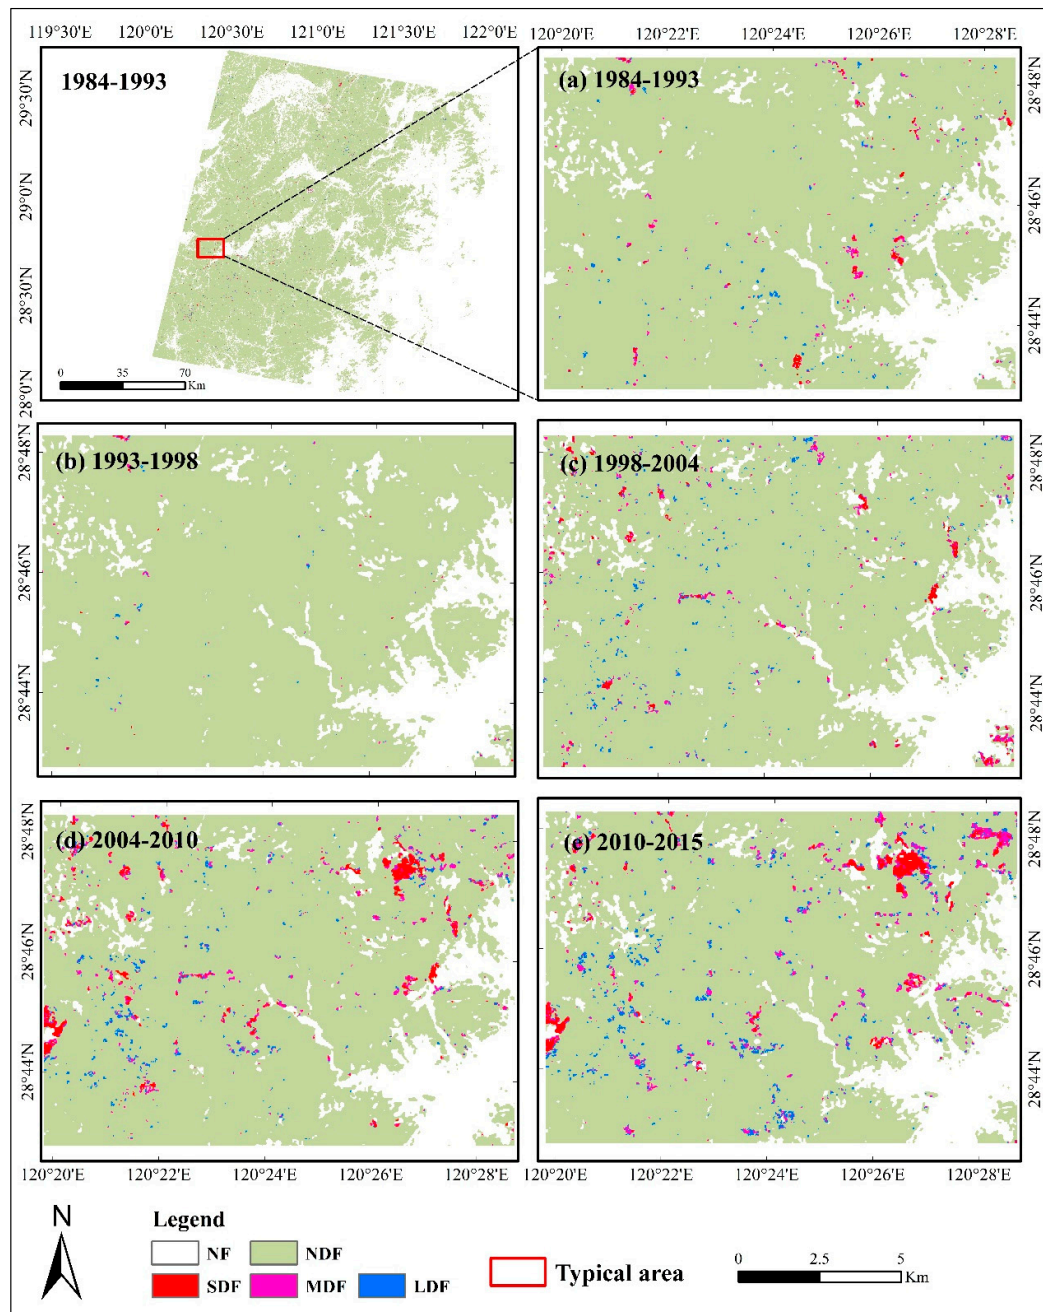 119°30'E 120°0'E 120°30'E 121°0'E 121°30'E 122°0'E
120°20'E 120°22'E 120°24'E 120°26'E 120°28'E
1984-1993
29°30'N
29°0'N
28°30'N
28°0'N
0 35 70
Km
(a) 1984-1993
28°48'N
28°46'N
28°44'N
28°48'N
28°46'N
28°44'N
(b) 1993-1998
(c) 1998-2004
28°48'N
28°46'N
28°44'N
28°48'N
28°46'N
28°44'N
(d) 2004-2010
(e) 2010-2015
28°48'N
28°46'N
28°44'N
120°20'E 120°22'E 120°24'E 120°26'E 120°28'E
120°20'E 120°22'E 120°24'E 120°26'E 120°28'E
N
Legend
NF NDF
SDF MDF LDF
Typical area
0 2.5 5
Km